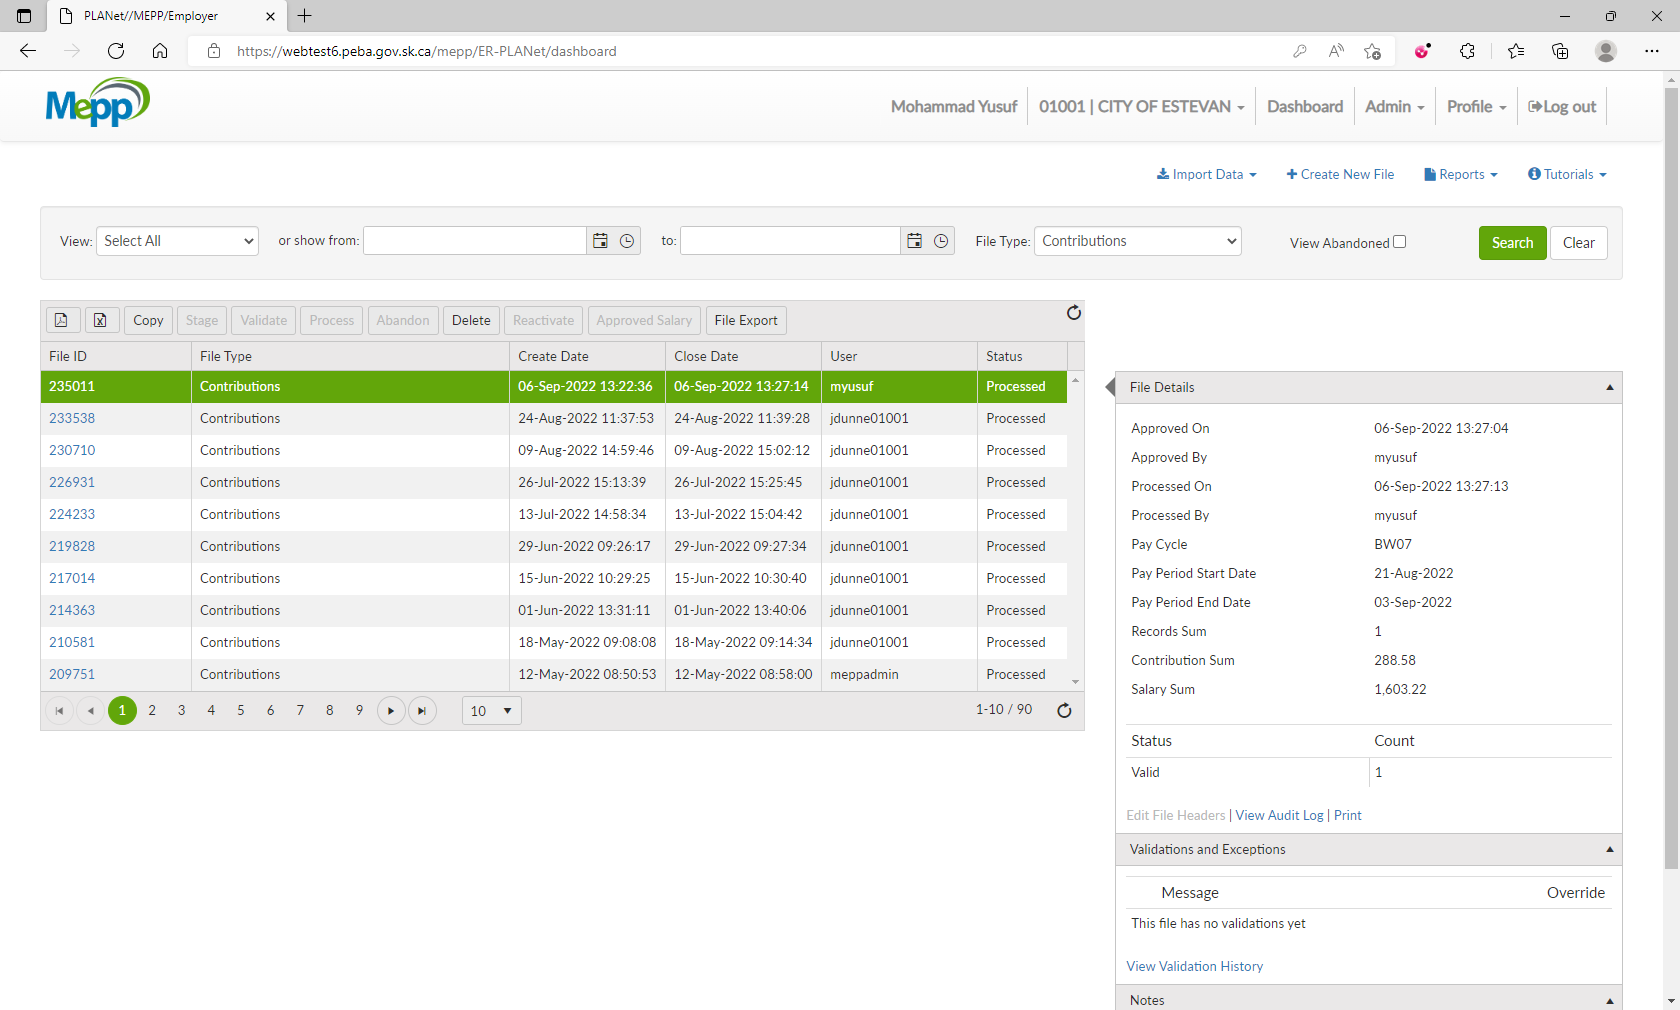 PLANet//MEPP/Employer
https://webtest6.peba.gov.sk.ca/mepp/ER-PLANet/dashboard
Mepp
Mohammad Yusuf 01001 | CITY OF ESTEVAN Dashboard Admin Profile Log out
Import Data Create New File Reports Tutorials
View: Select All or show from: to: File Type: Contributions View Abandoned Search Clear
Copy Stage Validate Process Abandon Delete Reactivate Approved Salary File Export
File ID File Type Create Date Close Date User Status
235011 Contributions 06-Sep-2022 13:22:36 06-Sep-2022 13:27:14 myusuf Processed
233538 Contributions 24-Aug-2022 11:37:53 24-Aug-2022 11:39:28 jdunne01001 Processed
230710 Contributions 09-Aug-2022 14:59:46 09-Aug-2022 15:02:12 jdunne01001 Processed
226931 Contributions 26-Jul-2022 15:13:39 26-Jul-2022 15:25:45 jdunne01001 Processed
224233 Contributions 13-Jul-2022 14:58:34 13-Jul-2022 15:04:42 jdunne01001 Processed
219828 Contributions 29-Jun-2022 09:26:17 29-Jun-2022 09:27:34 jdunne01001 Processed
217014 Contributions 15-Jun-2022 10:29:25 15-Jun-2022 10:30:40 jdunne01001 Processed
214363 Contributions 01-Jun-2022 13:31:11 01-Jun-2022 13:40:06 jdunne01001 Processed
210581 Contributions 18-May-2022 09:08:08 18-May-2022 09:14:34 jdunne01001 Processed
209751 Contributions 12-May-2022 08:50:53 12-May-2022 08:58:00 meppadmin Processed
1 2 3 4 5 6 7 8 9 10 1-10 / 90
File Details
Approved On 06-Sep-2022 13:27:04
Approved By myusuf
Processed On 06-Sep-2022 13:27:13
Processed By myusuf
Pay Cycle BW07
Pay Period Start Date 21-Aug-2022
Pay Period End Date 03-Sep-2022
Records Sum 1
Contribution Sum 288.58
Salary Sum 1,603.22
Status Count
Valid 1
Edit File Headers | View Audit Log | Print
Validations and Exceptions
Message Override
This file has no validations yet
View Validation History
Notes